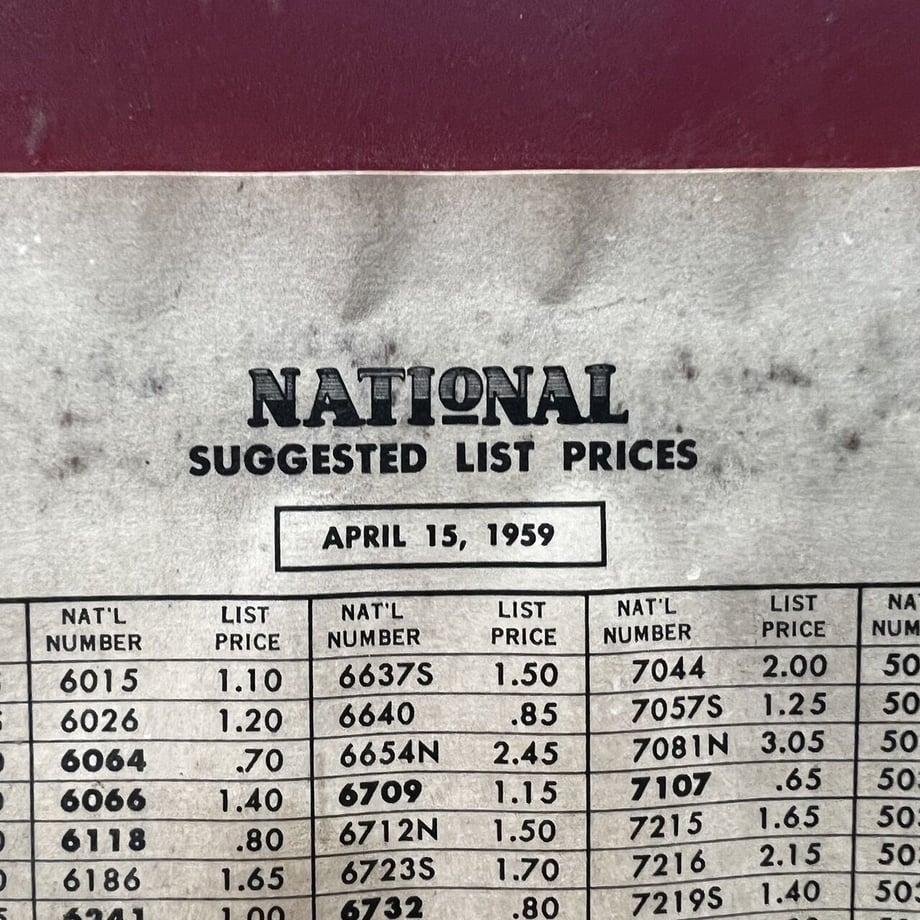 NATIONAL
SUGGESTED LIST PRICES
APRIL 15, 1959
NAT'L NUMBER LIST PRICE NAT'L NUMBER LIST PRICE NAT'L NUMBER LIST PRICE
6015 1.10 6637S 1.50 7044 2.00
6026 1.20 6640 .85 7057S 1.25
6064 .70 6654N 2.45 7081N 3.05
6066 1.40 6709 1.15 7107 .65
6118 .80 6712N 1.50 7215 1.65
6186 1.65 6723S 1.70 7216 2.15
6241 1.00 6732 .80 7219S 1.40